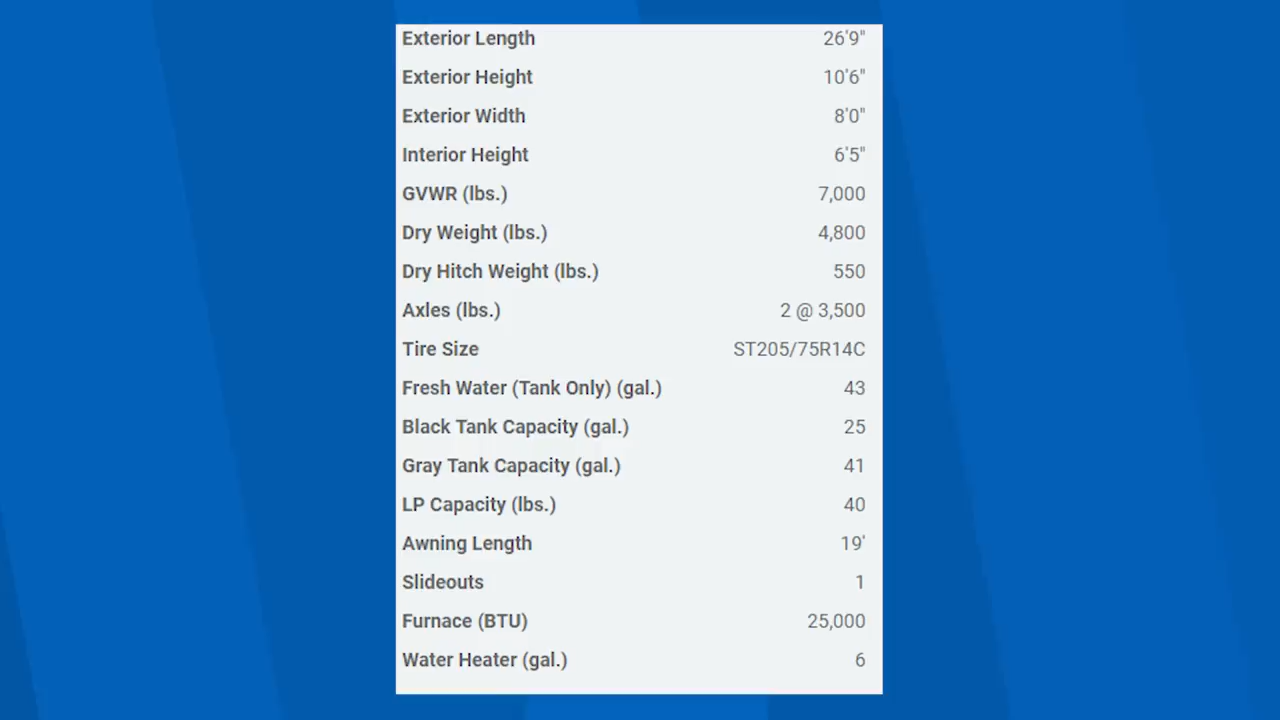 Exterior Length 26'9"
Exterior Height 10'6"
Exterior Width 8'0"
Interior Height 6'5"
GVWR (lbs.) 7,000
Dry Weight (lbs.) 4,800
Dry Hitch Weight (lbs.) 550
Axles (lbs.) 2 @ 3,500
Tire Size ST205/75R14C
Fresh Water (Tank Only) (gal.) 43
Black Tank Capacity (gal.) 25
Gray Tank Capacity (gal.) 41
LP Capacity (lbs.) 40
Awning Length 19'
Slideouts 1
Furnace (BTU) 25,000
Water Heater (gal.) 6